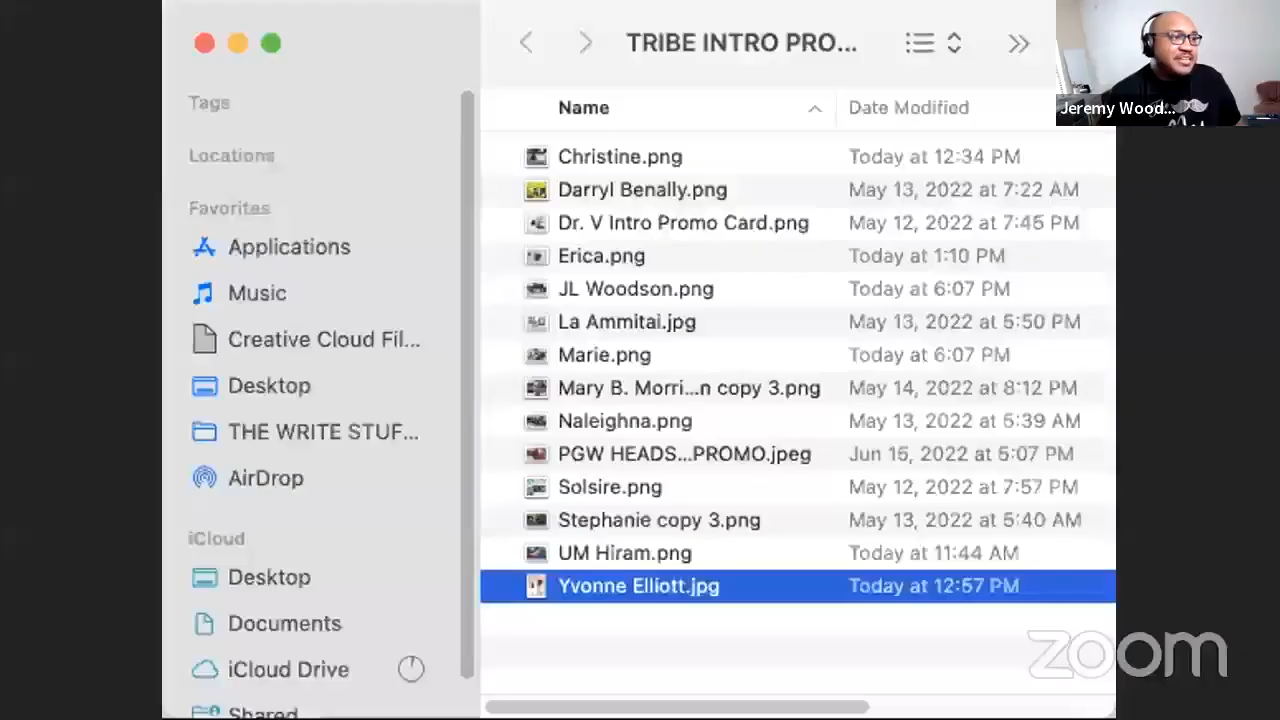 TRIBE INTRO PRO...
Jeremy Wood...
Tags
Locations
Favorites
Applications
Music
Creative Cloud Fil...
Desktop
THE WRITE STUF...
AirDrop
iCloud
Desktop
Documents
iCloud Drive
Shared
Name Date Modified
Christine.png Today at 12:34 PM
Darryl Benally.png May 13, 2022 at 7:22 AM
Dr. V Intro Promo Card.png May 12, 2022 at 7:45 PM
Erica.png Today at 1:10 PM
JL Woodson.png Today at 6:07 PM
La Ammitai.jpg May 13, 2022 at 5:50 PM
Marie.png Today at 6:07 PM
Mary B. Morri...n copy 3.png May 14, 2022 at 8:12 PM
Naleighna.png May 13, 2022 at 5:39 AM
PGW HEADS...PROMO.jpeg Jun 15, 2022 at 5:07 PM
Solsire.png May 12, 2022 at 7:57 PM
Stephanie copy 3.png May 13, 2022 at 5:40 AM
UM Hiram.png Today at 11:44 AM
Yvonne Elliott.jpg Today at 12:57 PM
zoom